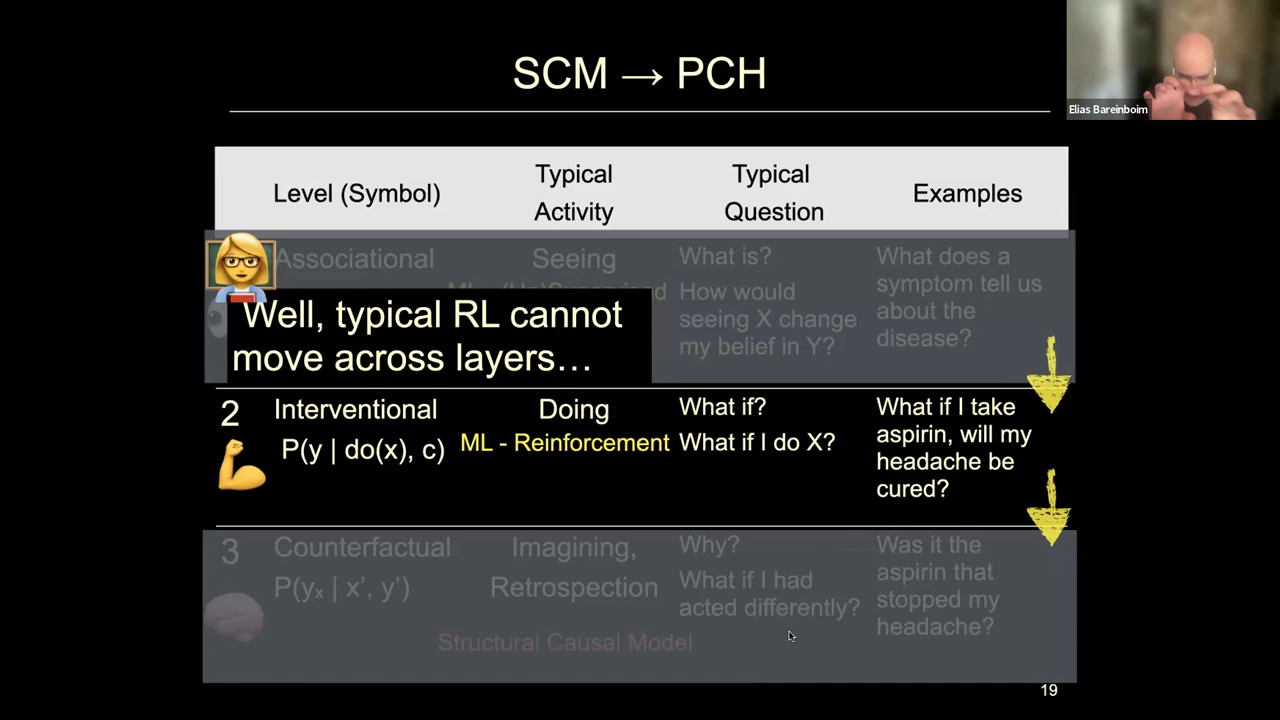 SCM → PCH
Elias Bareinboim
Level (Symbol)
Typical
Activity
Typical
Question
Examples
Associational
Seeing
What is?
How would
seeing X change
my belief in Y?
What does a
symptom tell us
about the
disease?
Well, typical RL cannot
move across layers…
2
Interventional
P(y | do(x), c)
Doing
ML - Reinforcement
What if?
What if I do X?
What if I take
aspirin, will my
headache be
cured?
3
Counterfactual
P(yₓ | x’, y’)
Imagining,
Retrospection
Why?
What if I had
acted differently?
Was it the
aspirin that
stopped my
headache?
Structural Causal Model
19